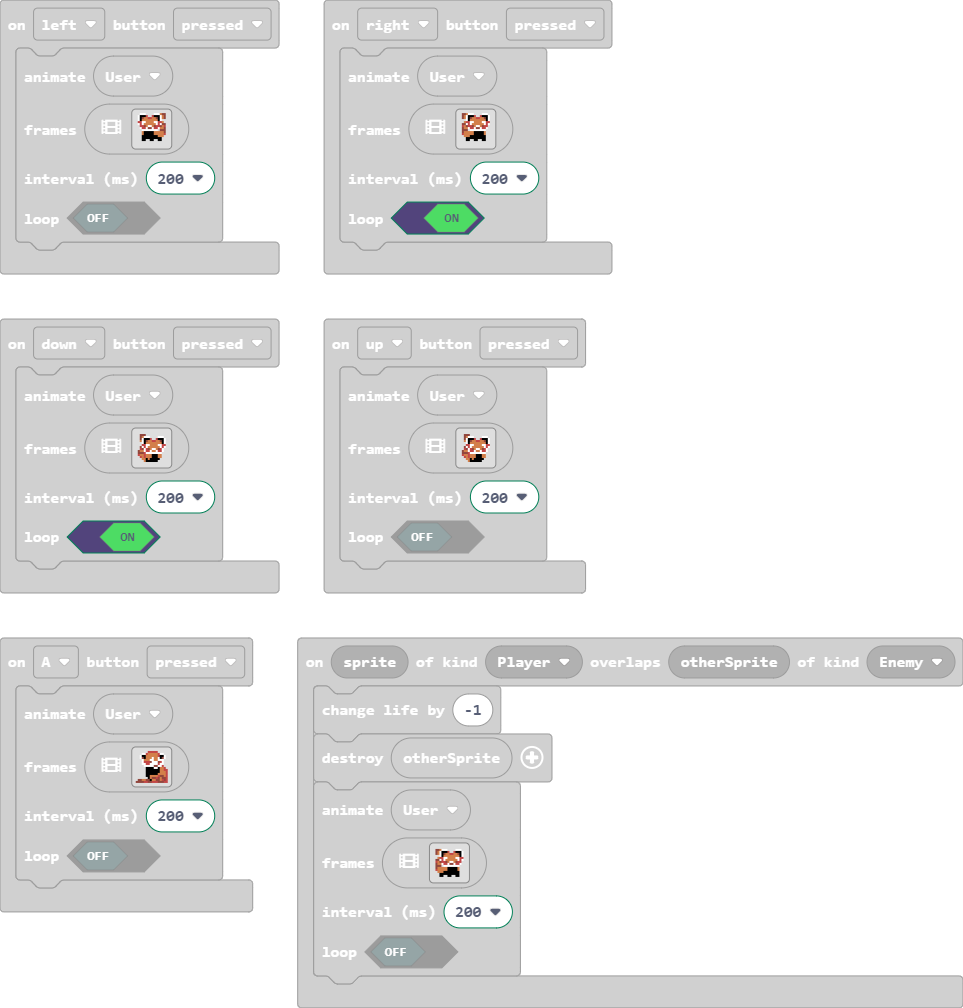 on left button pressed
animate User
frames
interval (ms) 200
loop OFF
on right button pressed
animate User
frames
interval (ms) 200
loop ON
on down button pressed
animate User
frames
interval (ms) 200
loop ON
on up button pressed
animate User
frames
interval (ms) 200
loop OFF
on A button pressed
animate User
frames
interval (ms) 200
loop OFF
on sprite of kind Player overlaps otherSprite of kind Enemy
change life by -1
destroy otherSprite
animate User
frames
interval (ms) 200
loop OFF